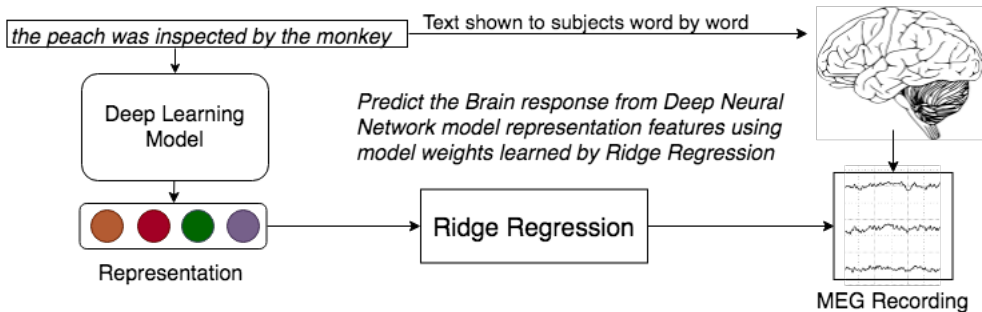 Text shown to subjects word by word
the peach was inspected by the monkey
Deep Learning
Model
Predict the Brain response from Deep Neural
Network model representation features using
model weights learned by Ridge Regression
Ridge Regression
Representation
MEG Recording